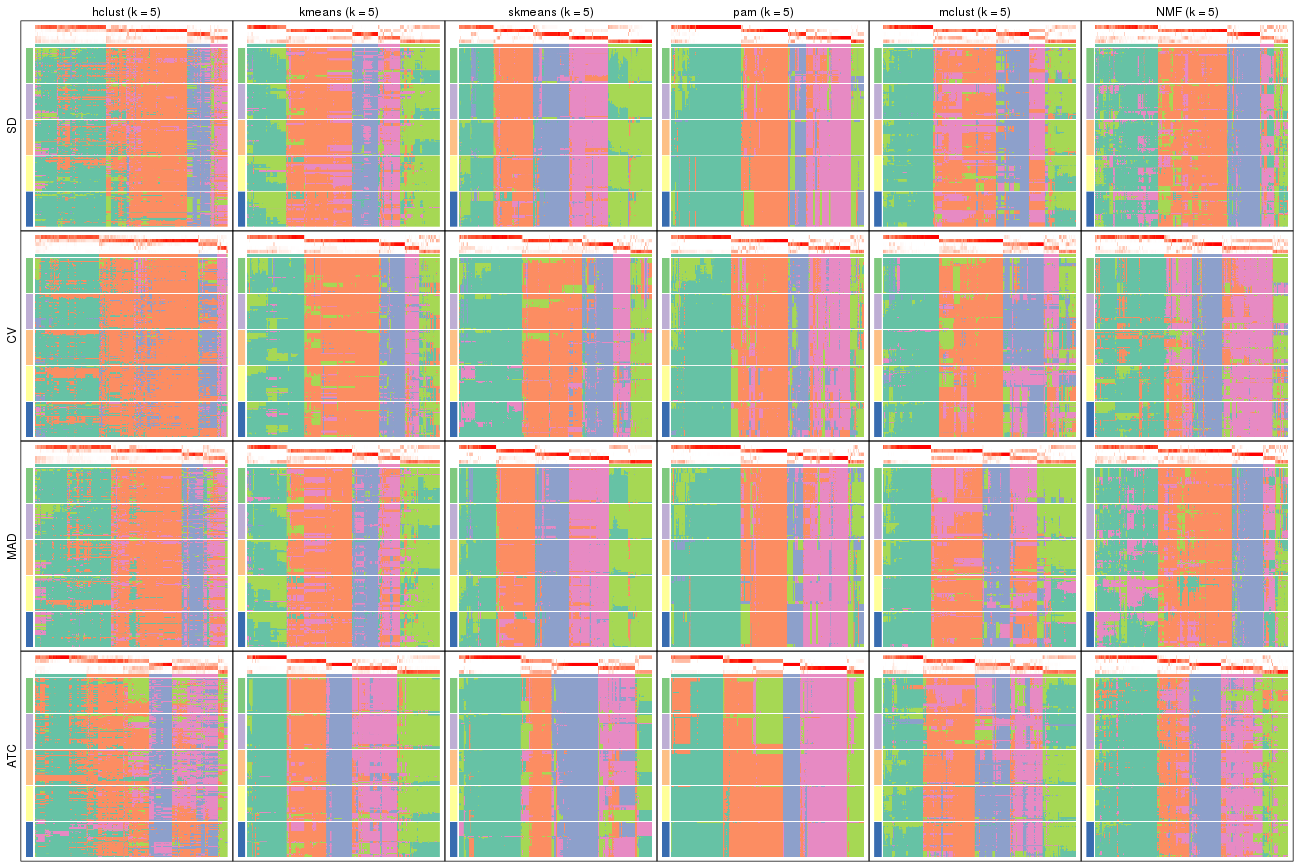 hclust (k = 5) kmeans (k = 5) skmeans (k = 5) pam (k = 5) mclust (k = 5) NMF (k = 5)
SD
CV
MAD
ATC